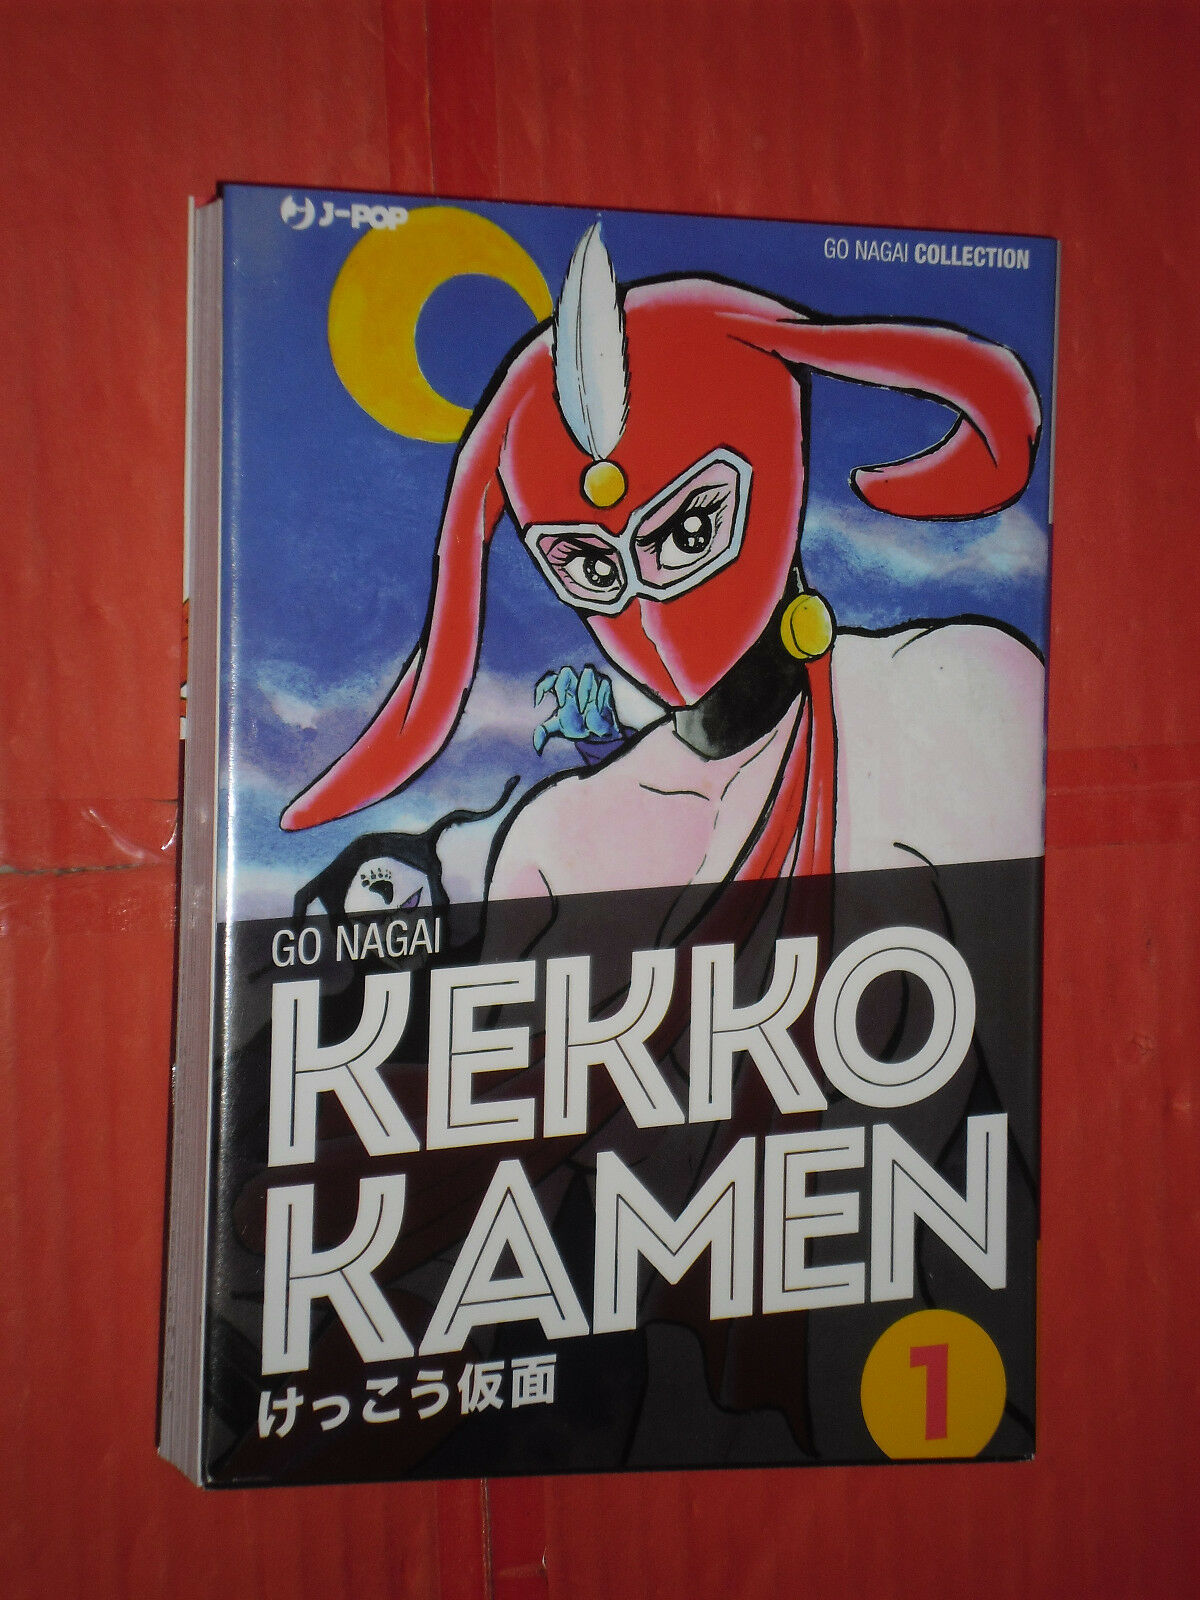 J-POP
GO NAGAI COLLECTION
GO NAGAI
KEKKO
KAMEN
けっこう仮面
1